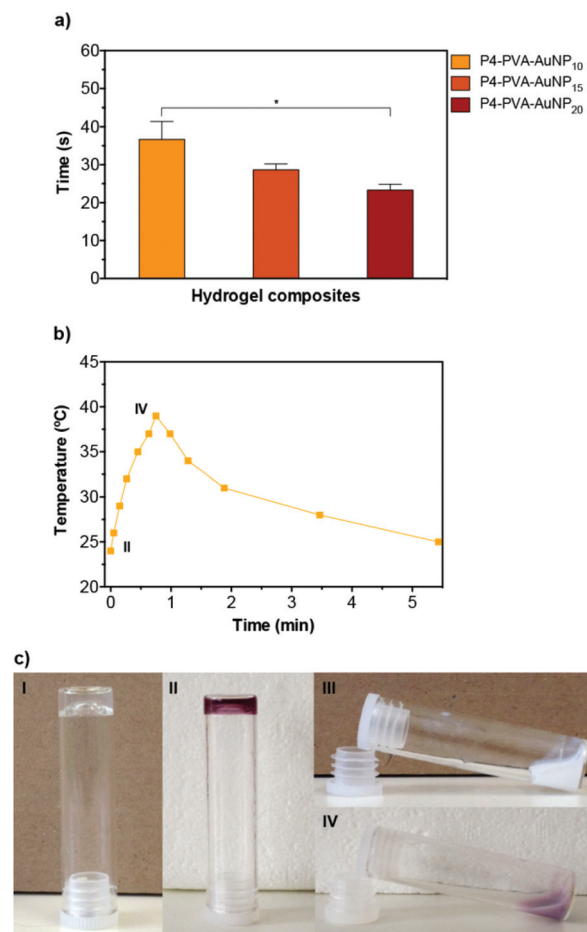 a)
60
50
40
30
20
10
0
Time (s)
*
Hydrogel composites
P4-PVA-AuNP₁₀
P4-PVA-AuNP₁₅
P4-PVA-AuNP₂₀
b)
45
40
35
30
25
20
Temperature (ºC)
IV
II
0 1 2 3 4 5
Time (min)
c)
I
II
III
IV